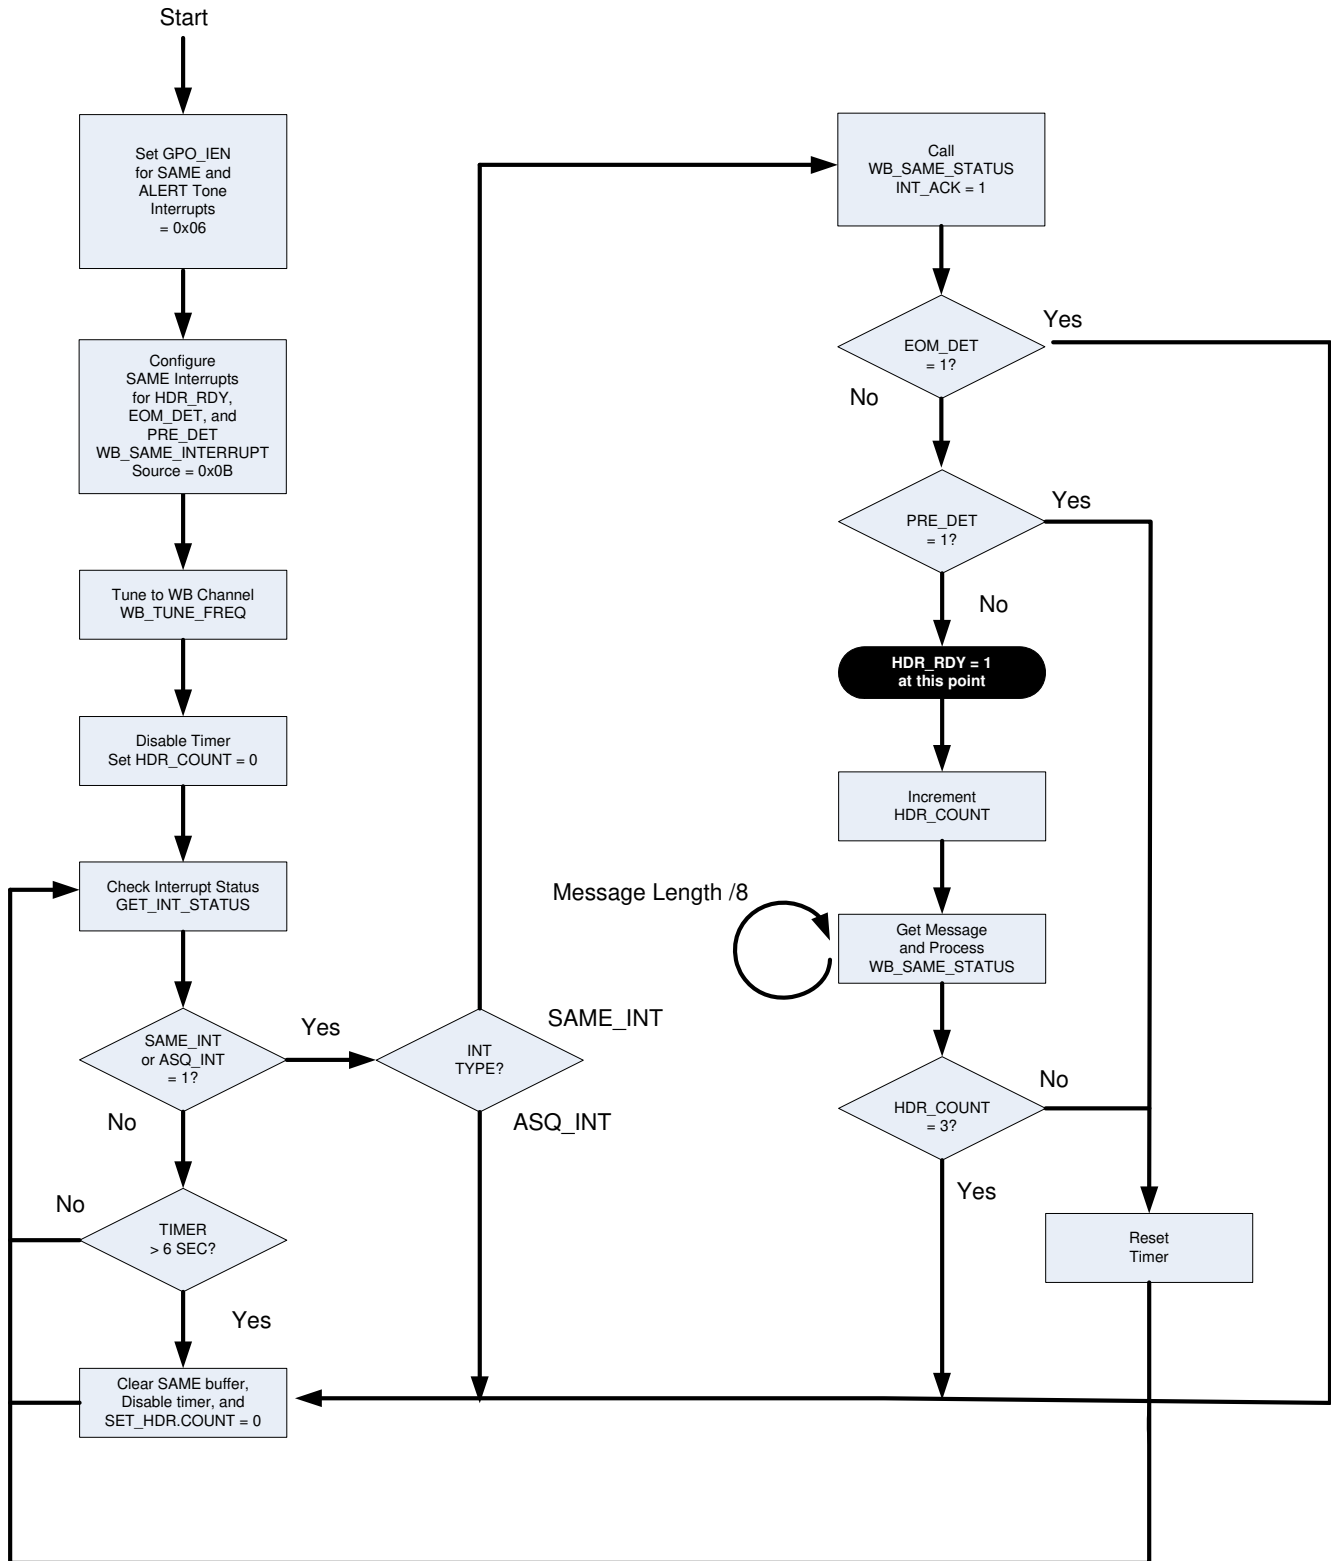 Start
Set GPO_IEN
for SAME and
ALERT Tone
Interrupts
= 0x06
Configure
SAME Interrupts
for HDR_RDY,
EOM_DET, and
PRE_DET
WB_SAME_INTERRUPT
Source = 0x0B
Tune to WB Channel
WB_TUNE_FREQ
Disable Timer
Set HDR_COUNT = 0
Check Interrupt Status
GET_INT_STATUS
SAME_INT
or ASQ_INT
= 1?
Yes
No
TIMER
> 6 SEC?
No
Yes
Clear SAME buffer,
Disable timer, and
SET_HDR.COUNT = 0
INT
TYPE?
SAME_INT
ASQ_INT
Call
WB_SAME_STATUS
INT_ACK = 1
EOM_DET
= 1?
Yes
No
PRE_DET
= 1?
Yes
No
HDR_RDY = 1
at this point
Increment
HDR_COUNT
Message Length /8
Get Message
and Process
WB_SAME_STATUS
HDR_COUNT
= 3?
No
Yes
Reset
Timer